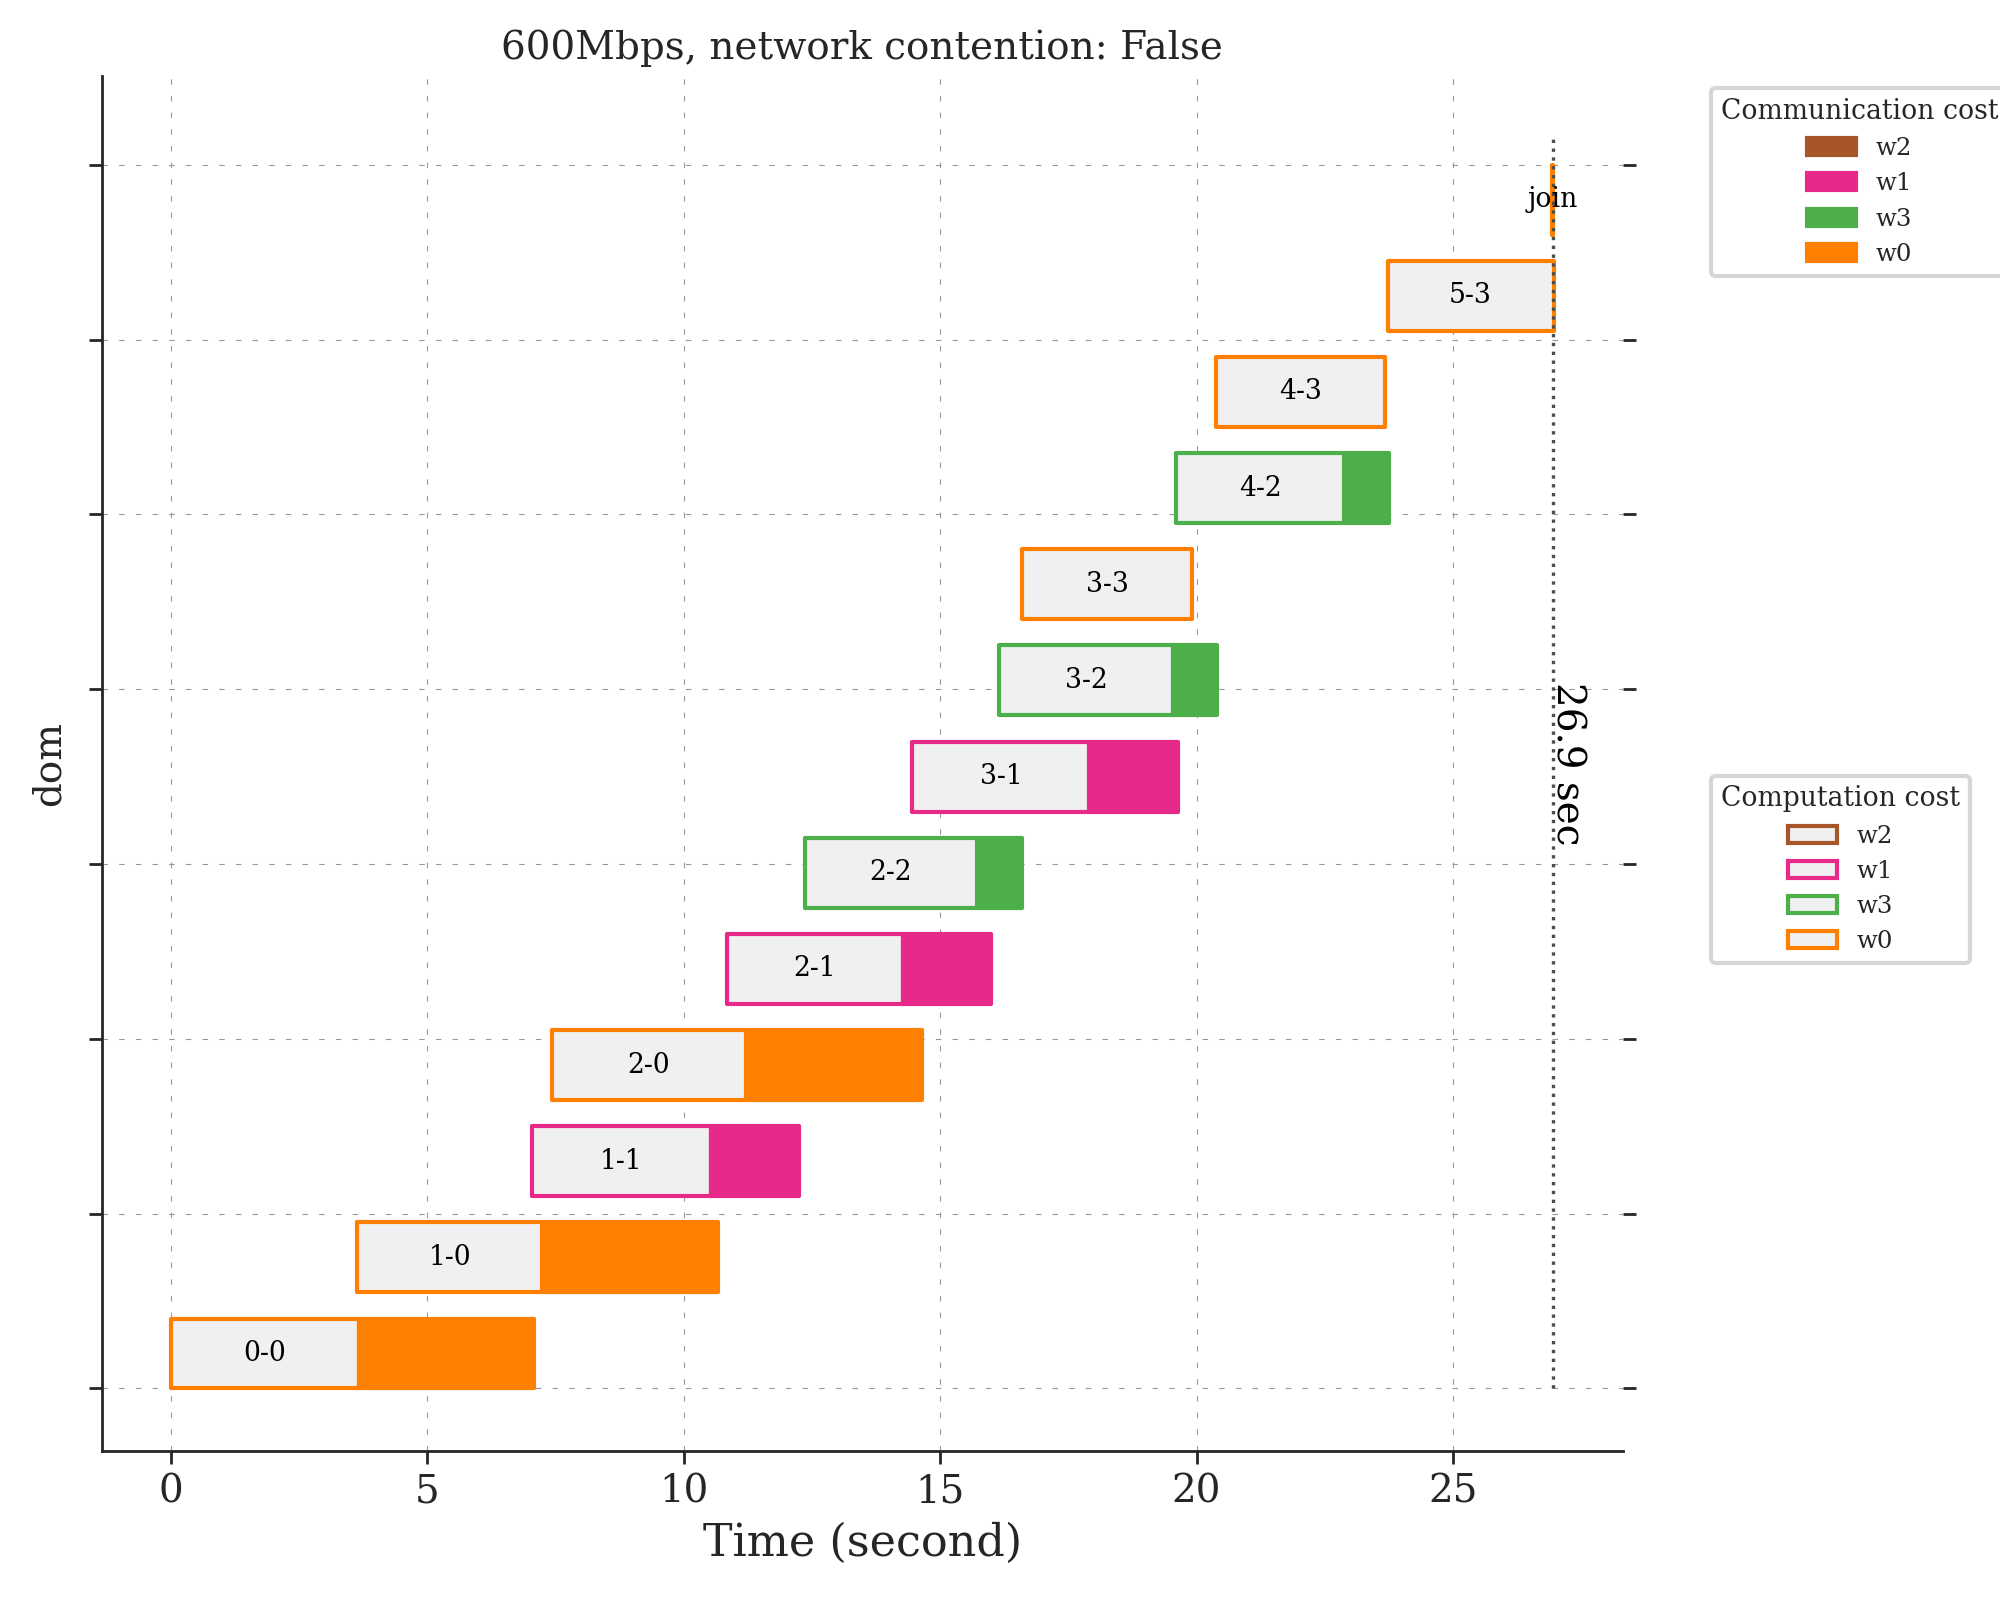 600Mbps, network contention: False
Communication cost
w2
w1
w3
w0
join
5-3
4-3
4-2
3-3
3-2
3-1
2-2
2-1
2-0
1-1
1-0
0-0
26.9 sec
dom
Computation cost
w2
w1
w3
w0
0 5 10 15 20 25
Time (second)